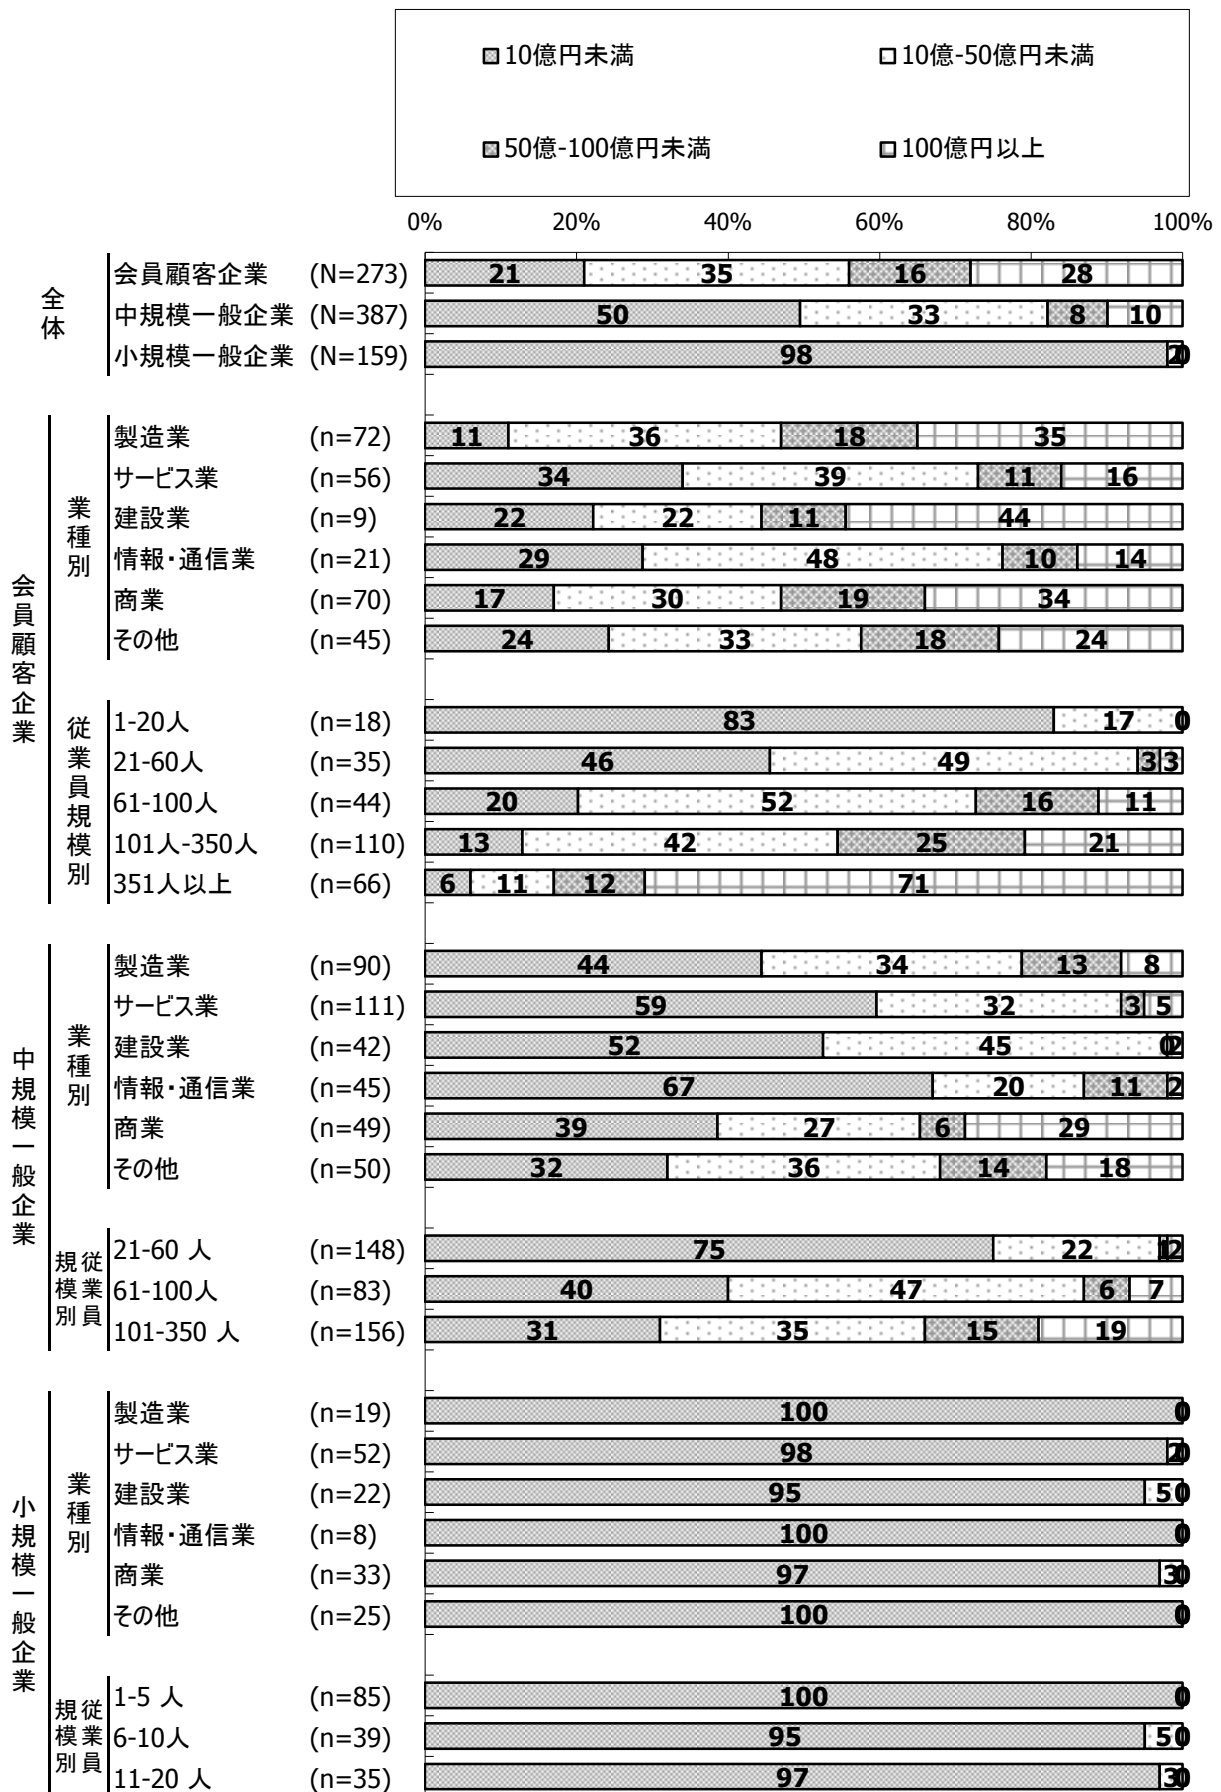 10億円未満 10億-50億円未満
50億-100億円未満 100億円以上
0% 20% 40% 60% 80% 100%
全体
会員顧客企業 (N=273) 21 35 16 28
中規模一般企業 (N=387) 50 33 8 10
小規模一般企業 (N=159) 98 2 0
会員顧客企業
業種別
製造業 (n=72) 11 36 18 35
サービス業 (n=56) 34 39 11 16
建設業 (n=9) 22 22 11 44
情報・通信業 (n=21) 29 48 10 14
商業 (n=70) 17 30 19 34
その他 (n=45) 24 33 18 24
従業員規模別
1-20人 (n=18) 83 17 0
21-60人 (n=35) 46 49 3 3
61-100人 (n=44) 20 52 16 11
101人-350人 (n=110) 13 42 25 21
351人以上 (n=66) 6 11 12 71
中規模一般企業
業種別
製造業 (n=90) 44 34 13 8
サービス業 (n=111) 59 32 3 5
建設業 (n=42) 52 45 0 2
情報・通信業 (n=45) 67 20 11 2
商業 (n=49) 39 27 6 29
その他 (n=50) 32 36 14 18
従業員規模別
21-60 人 (n=148) 75 22 1 2
61-100人 (n=83) 40 47 6 7
101-350 人 (n=156) 31 35 15 19
小規模一般企業
業種別
製造業 (n=19) 100 0
サービス業 (n=52) 98 2 0
建設業 (n=22) 95 5 0
情報・通信業 (n=8) 100 0
商業 (n=33) 97 3 0
その他 (n=25) 100 0
従業員規模別
1-5 人 (n=85) 100 0
6-10人 (n=39) 95 5 0
11-20 人 (n=35) 97 3 0